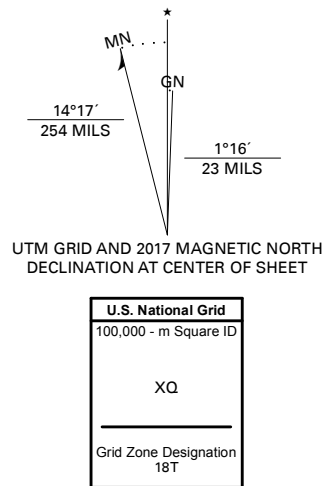 ★
MN
GN
14°17´
254 MILS
1°16´
23 MILS
UTM GRID AND 2017 MAGNETIC NORTH
DECLINATION AT CENTER OF SHEET
U.S. National Grid
100,000 - m Square ID
XQ
Grid Zone Designation
18T